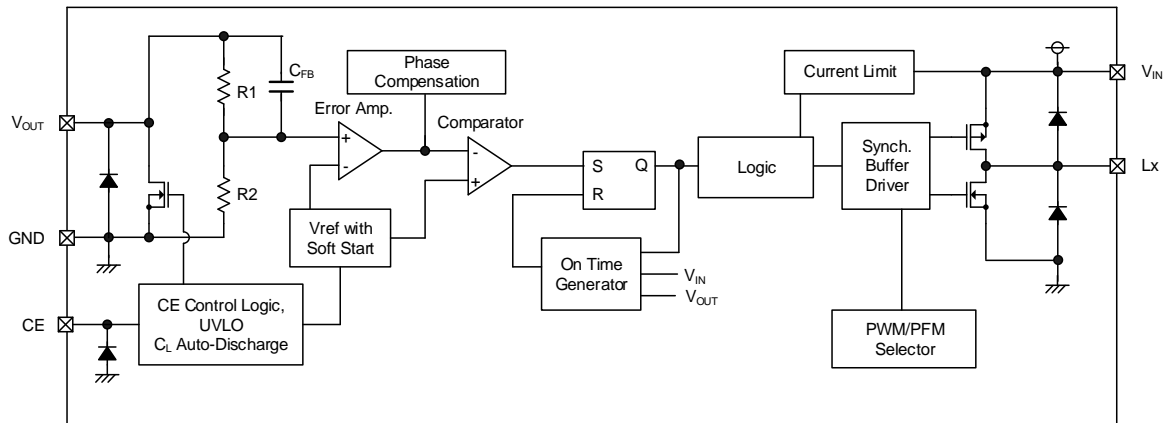 Phase
Compensation
Current Limit
VIN
CFB
R1
Error Amp.
VOUT
Comparator
+
-
-
+
S
Q
R
Logic
Synch.
Buffer
Driver
Lx
R2
GND
Vref with
Soft Start
On Time
Generator
VIN
VOUT
CE
CE Control Logic,
UVLO
CL Auto-Discharge
PWM/PFM
Selector